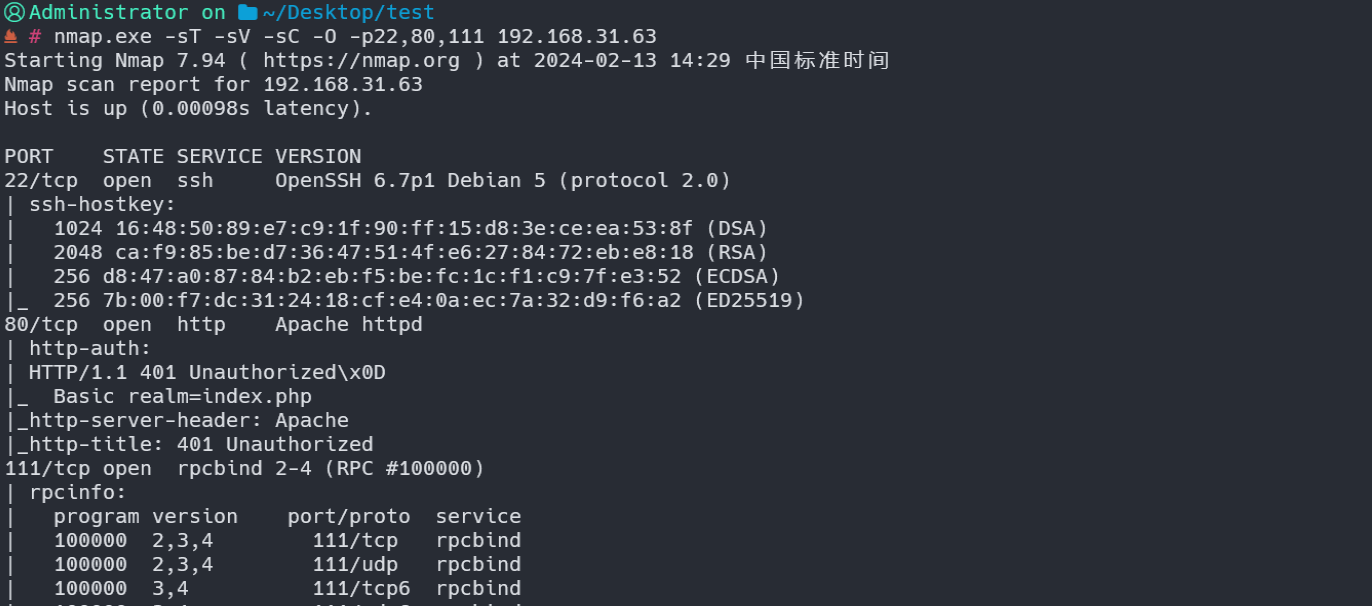 Administrator on ~/Desktop/test
# nmap.exe -sT -sV -sC -O -p22,80,111 192.168.31.63
Starting Nmap 7.94 ( https://nmap.org ) at 2024-02-13 14:29 中国标准时间
Nmap scan report for 192.168.31.63
Host is up (0.00098s latency).
PORT    STATE SERVICE VERSION
22/tcp  open  ssh     OpenSSH 6.7p1 Debian 5 (protocol 2.0)
| ssh-hostkey:
|   1024 16:48:50:89:e7:c9:1f:90:ff:15:d8:3e:ce:ea:53:8f (DSA)
|   2048 ca:f9:85:be:d7:36:47:51:4f:e6:27:84:72:eb:e8:18 (RSA)
|   256 d8:47:a0:87:84:b2:eb:f5:be:fc:1c:f1:c9:7f:e3:52 (ECDSA)
|_  256 7b:00:f7:dc:31:24:18:cf:e4:0a:ec:7a:32:d9:f6:a2 (ED25519)
80/tcp  open  http    Apache httpd
| http-auth:
| HTTP/1.1 401 Unauthorized\x0D
|_  Basic realm=index.php
|_http-server-header: Apache
|_http-title: 401 Unauthorized
111/tcp open  rpcbind 2-4 (RPC #100000)
| rpcinfo:
|   program version    port/proto  service
|   100000  2,3,4        111/tcp   rpcbind
|   100000  2,3,4        111/udp   rpcbind
|   100000  3,4          111/tcp6  rpcbind